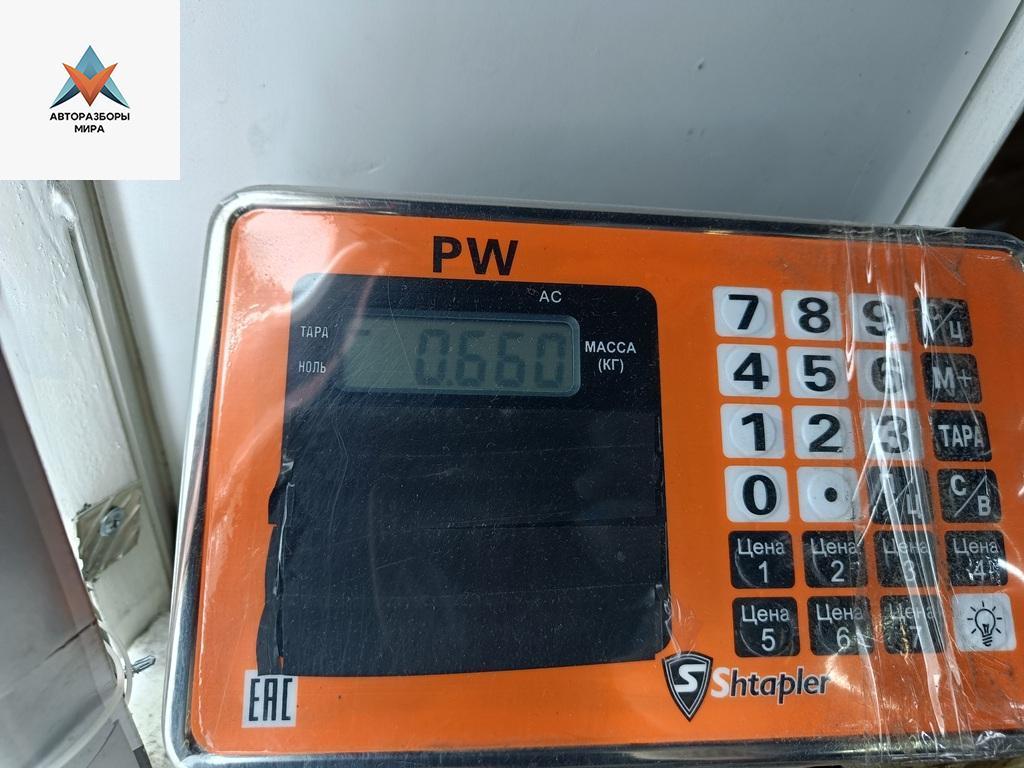 АВТОРАЗБОРЫ
МИРА
PW
AC
ТАРА
НОЛЬ
0.660
МАССА
(КГ)
7 8 9
4 5 6 М+
1 2 3 ТАРА
0 . С/В
Цена 1 Цена 2 Цена 3 Цена 4
Цена 5 Цена 6 Цена 7
EAC
S Shtapler